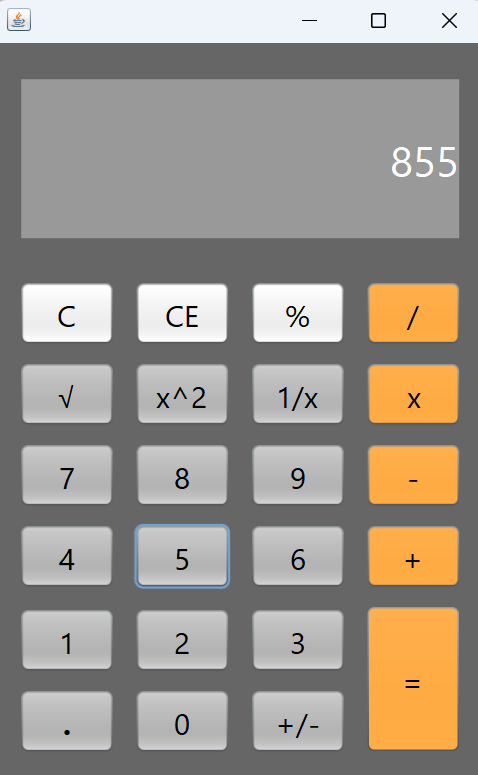 855
C CE % /
√ x^2 1/x x
7 8 9 -
4 5 6 +
1 2 3
=
. 0 +/-